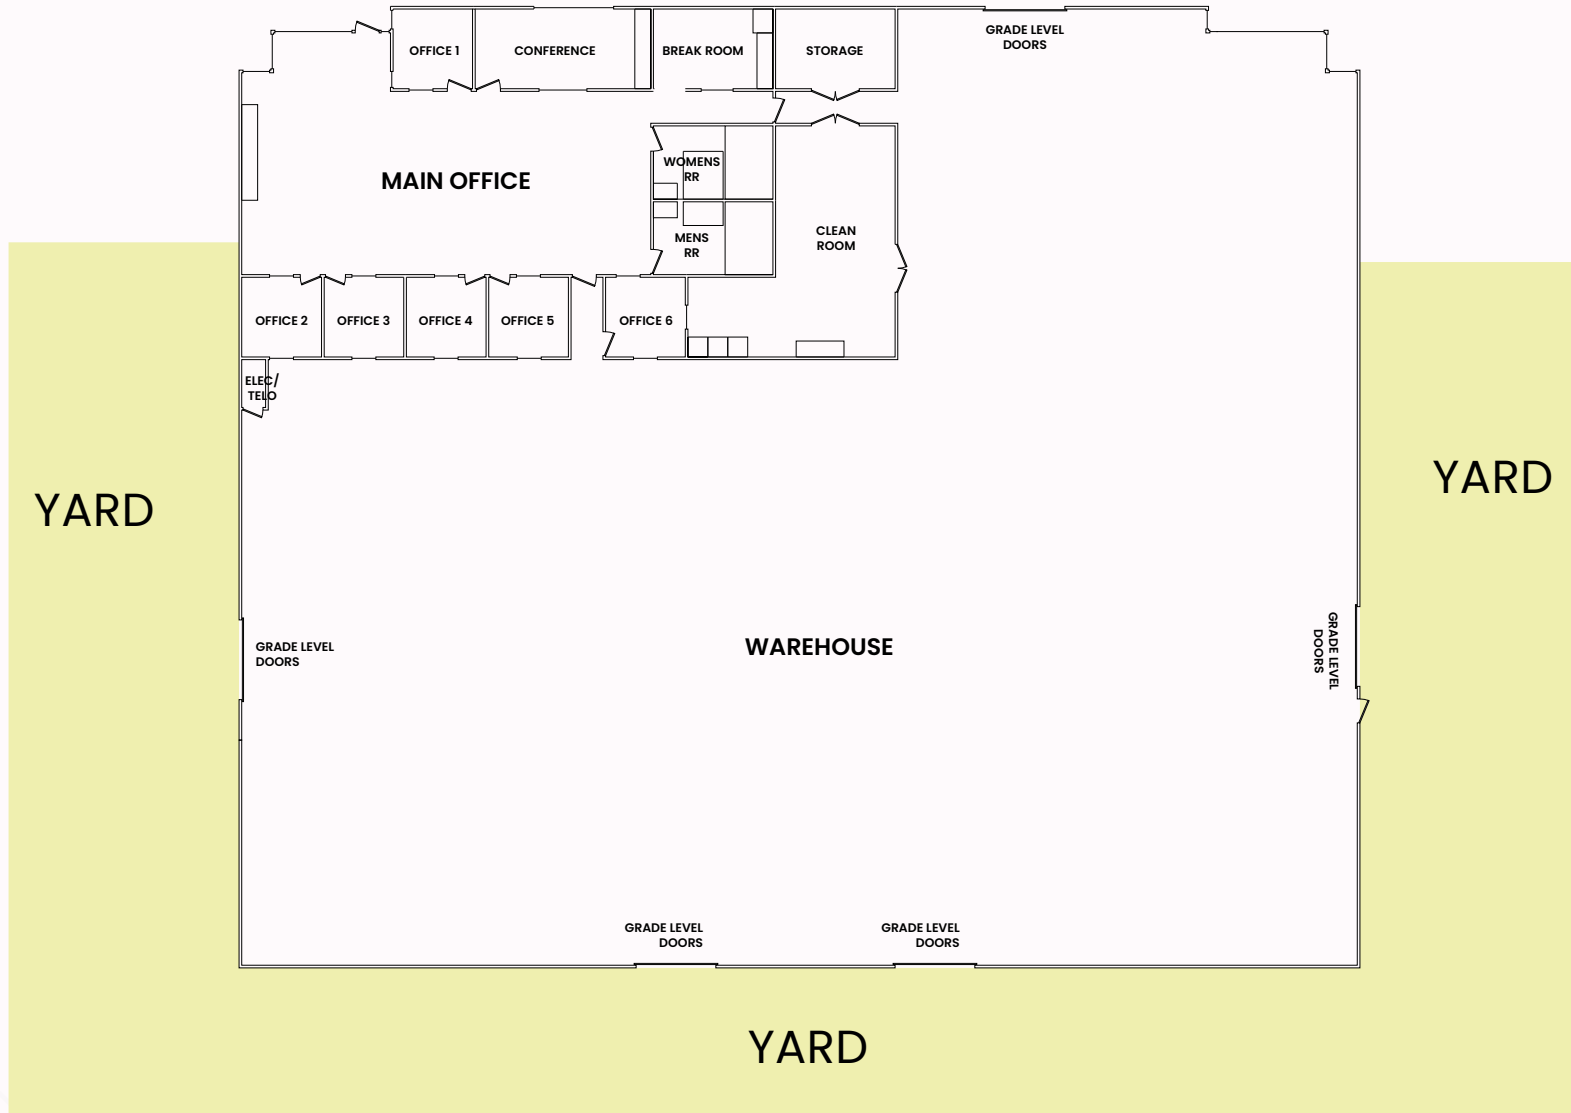 GRADE LEVEL
DOORS
OFFICE 1
CONFERENCE
BREAK ROOM
STORAGE
WOMENS
RR
MAIN OFFICE
MENS
RR
CLEAN
ROOM
OFFICE 2
OFFICE 3
OFFICE 4
OFFICE 5
OFFICE 6
ELEC/
TELO
YARD
YARD
GRADE LEVEL
DOORS
WAREHOUSE
GRADE LEVEL
DOORS
GRADE LEVEL
DOORS
GRADE LEVEL
DOORS
YARD